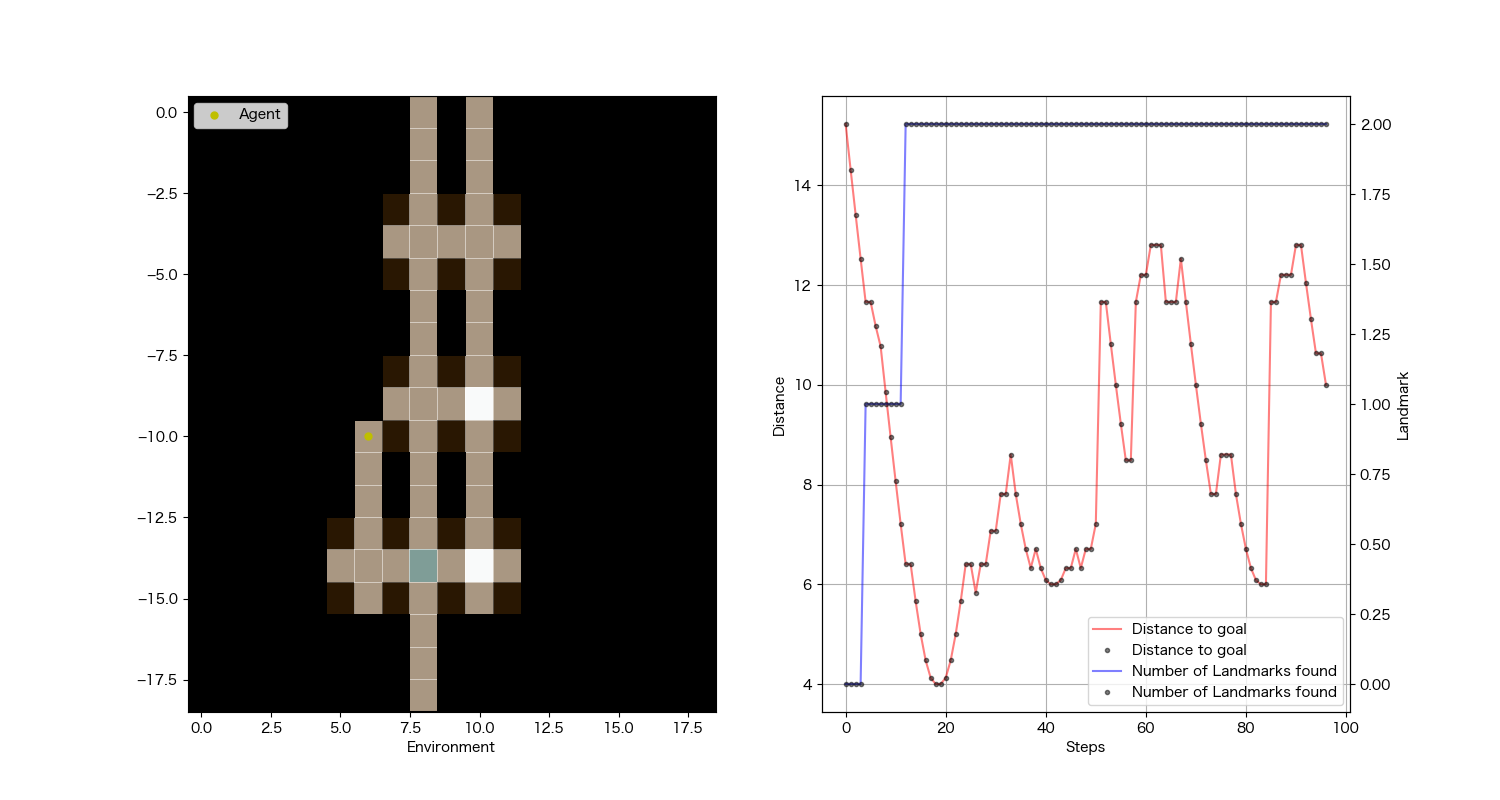 Agent
0.0
−2.5
−5.0
−7.5
−10.0
−12.5
−15.0
−17.5
0.0 2.5 5.0 7.5 10.0 12.5 15.0 17.5
Environment
Distance
14
12
10
8
6
4
0 20 40 60 80 100
Steps
2.00
1.75
1.50
1.25
1.00
0.75
0.50
0.25
0.00
Landmark
Distance to goal
Distance to goal
Number of Landmarks found
Number of Landmarks found